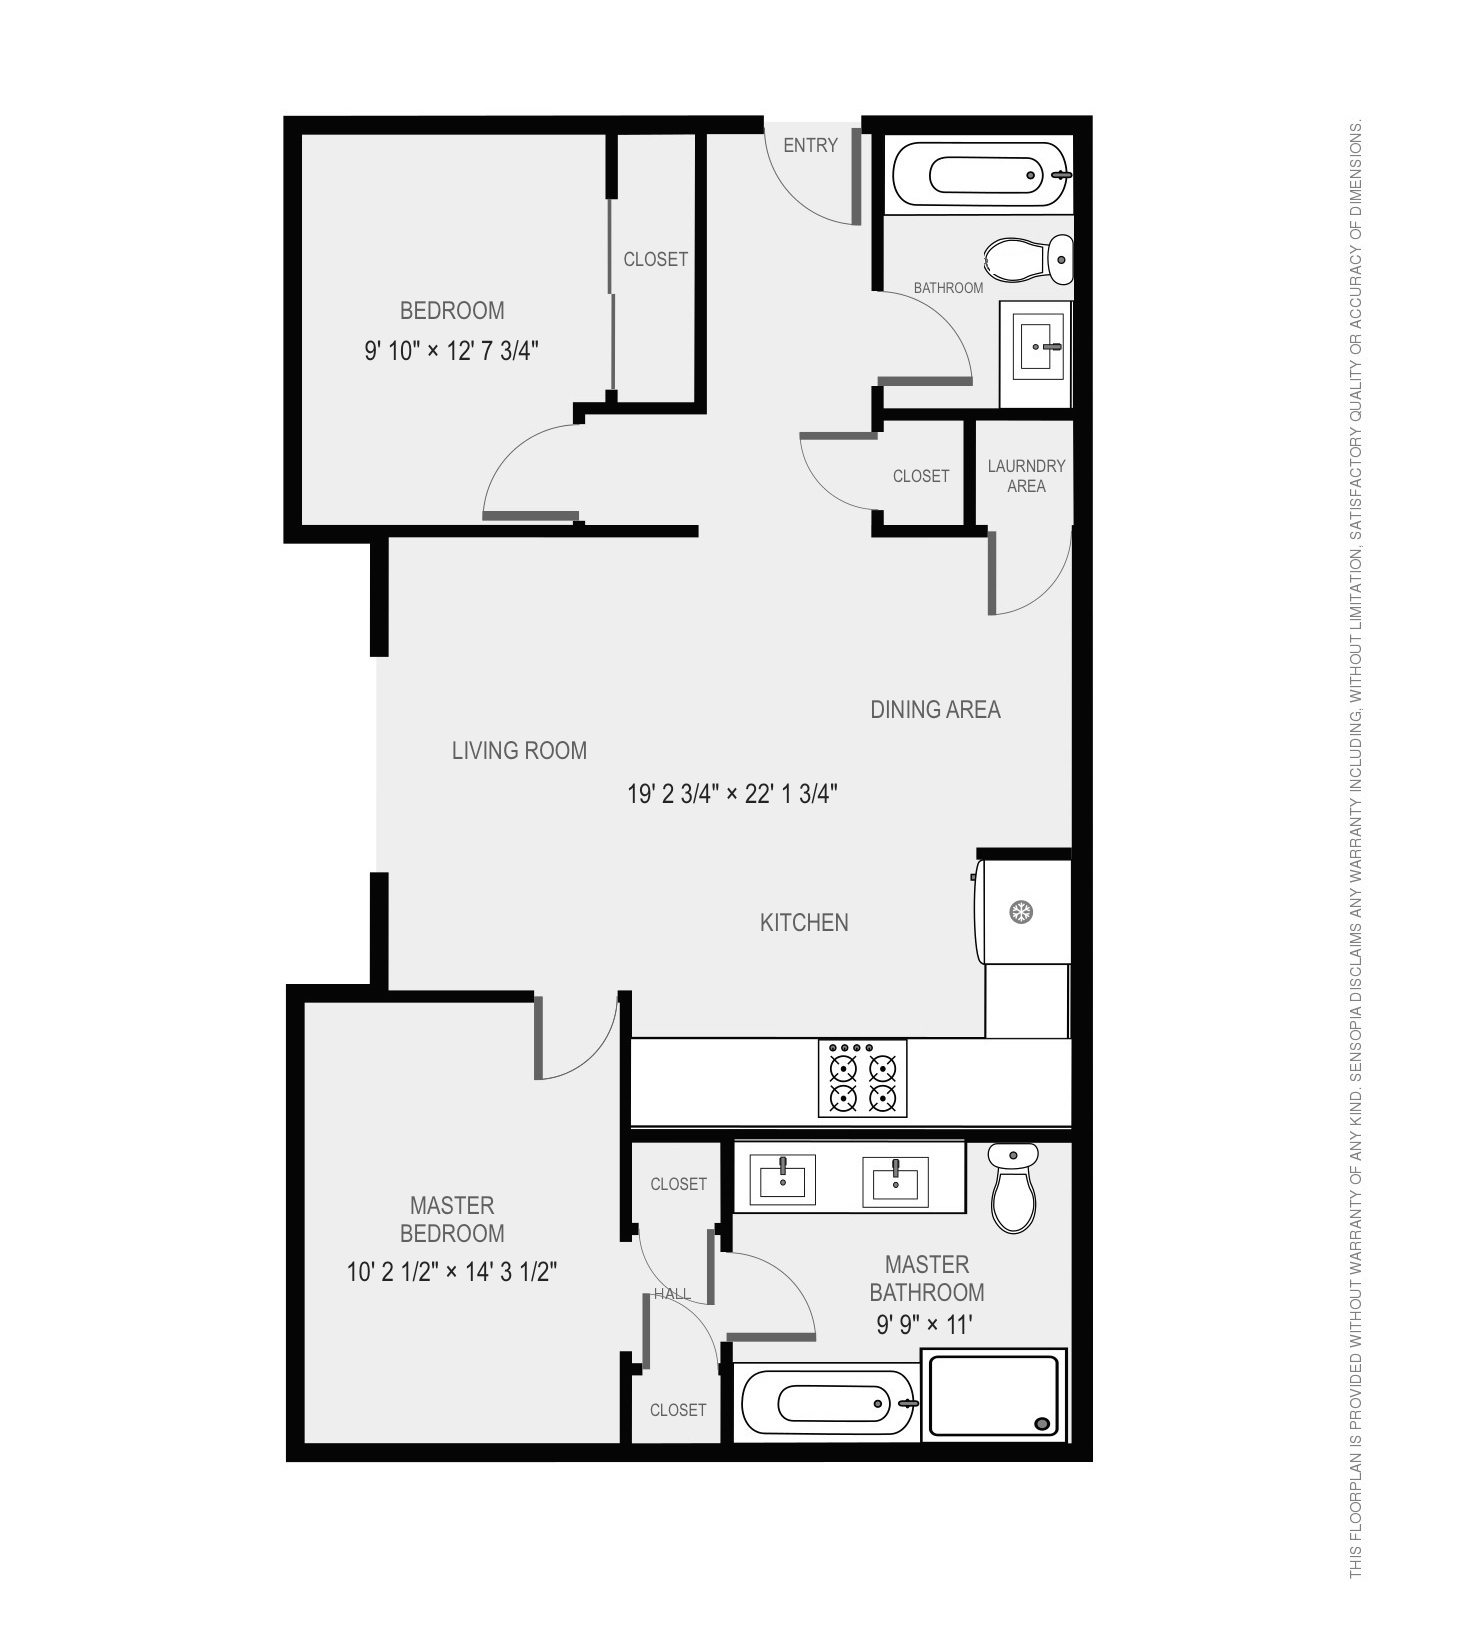 ENTRY
CLOSET
BATHROOM
BEDROOM
9' 10" × 12' 7 3/4"
CLOSET
LAURNDRY
AREA
DINING AREA
LIVING ROOM
19' 2 3/4" × 22' 1 3/4"
KITCHEN
CLOSET
MASTER
BEDROOM
10' 2 1/2" × 14' 3 1/2"
HALL
MASTER
BATHROOM
9' 9" × 11'
CLOSET
THIS FLOORPLAN IS PROVIDED WITHOUT WARRANTY OF ANY KIND. SENSOPIA DISCLAIMS ANY WARRANTY INCLUDING, WITHOUT LIMITATION, SATISFACTORY QUALITY OR ACCURACY OF DIMENSIONS.